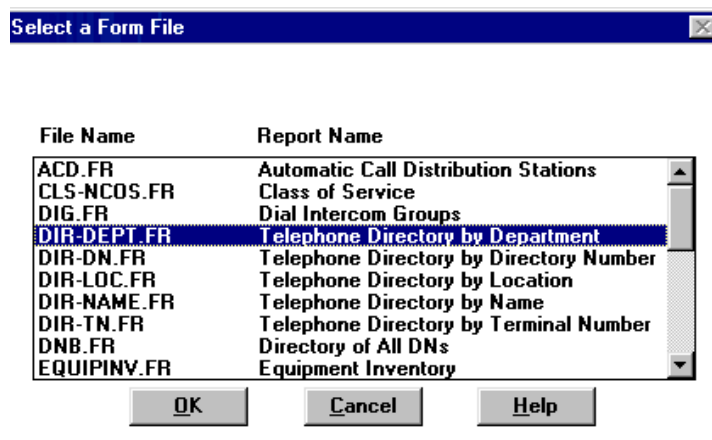 Select a Form File
File Name Report Name
ACD.FR Automatic Call Distribution Stations
CLS-NCOS.FR Class of Service
DIG.FR Dial Intercom Groups
DIR-DEPT.FR Telephone Directory by Department
DIR-DN.FR Telephone Directory by Directory Number
DIR-LOC.FR Telephone Directory by Location
DIR-NAME.FR Telephone Directory by Name
DIR-TN.FR Telephone Directory by Terminal Number
DNB.FR Directory of All DNs
EQUIPINV.FR Equipment Inventory
OK Cancel Help